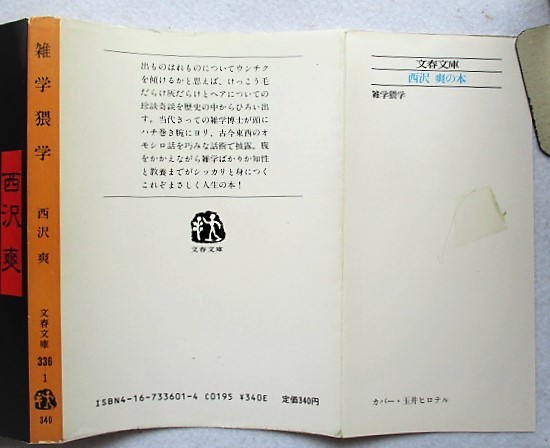 西沢爽
雑学猥学
西沢爽
文春文庫
336
1
340
出ものはれものについてウンチク
を傾けるかと思えば、けっこう毛
だらけ灰だらけとヘアについての
珍談奇談を歴史の中からひろい出
す。当代きっての雑学博士が頭に
ハチ巻き腕にヨリ、古今東西のオ
モシロ話を巧みな話術で披露。腹
をかかえながら雑学ばかりか知性
と教養までがシッカリと身につく
これぞまさしく人生の本!
文春文庫
ISBN4-16-733601-4 C0195 ¥340E 定価340円
文春文庫
西沢 爽の本
雑学猥学
カバー・玉井ヒロテル